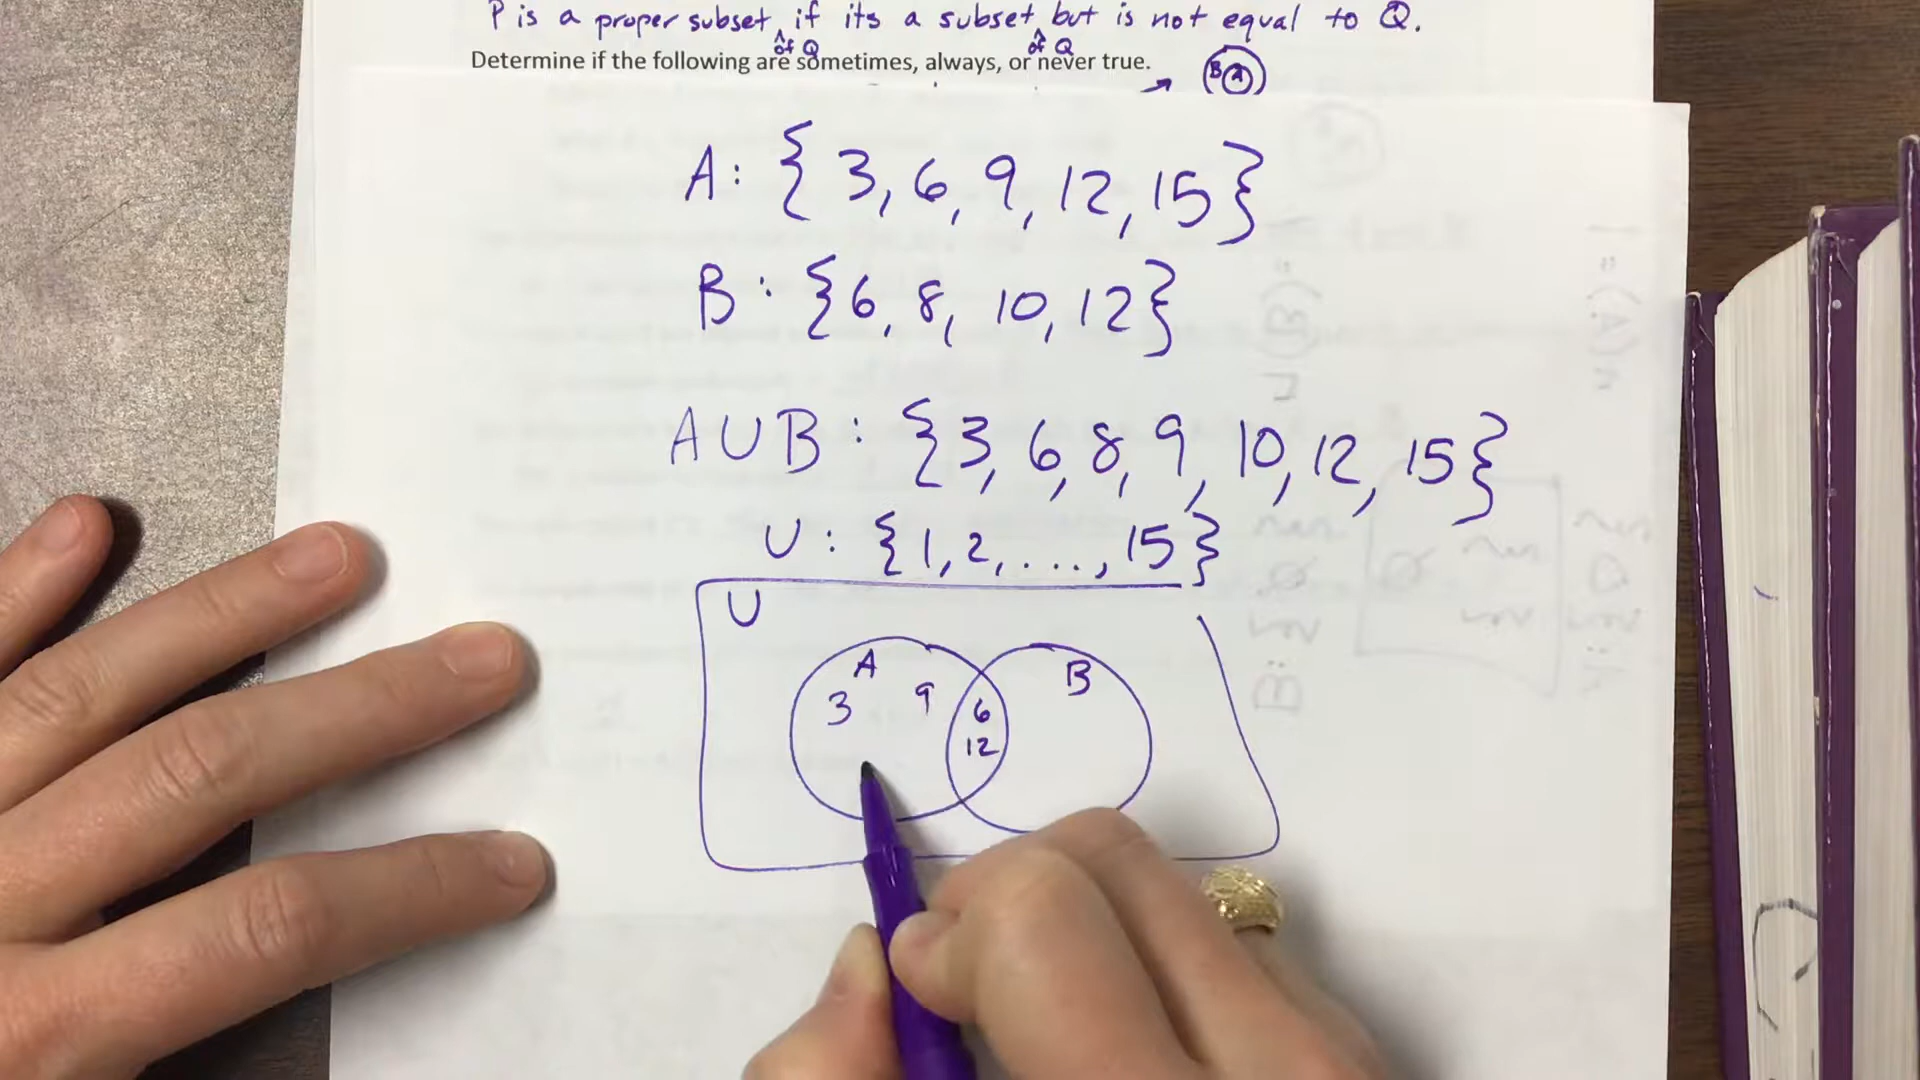 P is a proper subset of Q if its a subset of Q but is not equal to Q.
Determine if the following are sometimes, always, or never true.
B A
A: { 3, 6, 9, 12, 15}
B: {6, 8, 10, 12}
A U B: {3, 6, 8, 9, 10, 12, 15}
U: {1, 2, ..., 15}
U
A B
3 9 6
12